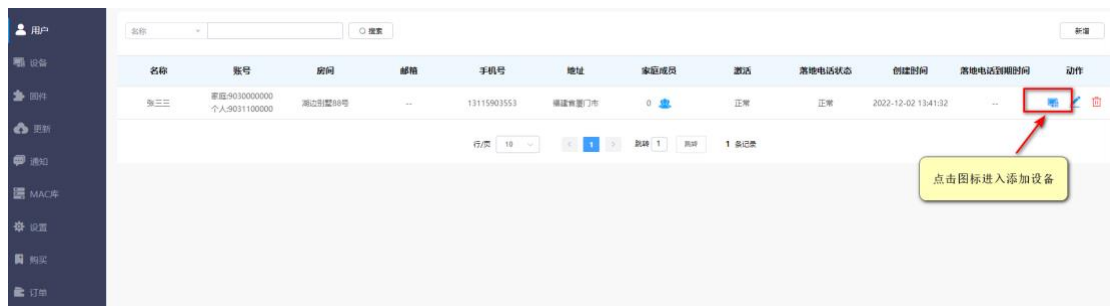 用户
设备
固件
更新
通知
MAC库
设置
购买
订单
名称
搜索
新增
名称 账号 房间 邮箱 手机号 地址 家庭成员 激活 落地电话状态 创建时间 落地电话到期时间 动作
张三三 家庭:9030000000 湖边别墅88号 -- 13115903553 福建省厦门市 0 正常 正常 2022-12-02 13:41:32 --
个人:9031100000
行/页 10 < 1 > 跳转 1 跳转 1 条记录
点击图标进入添加设备